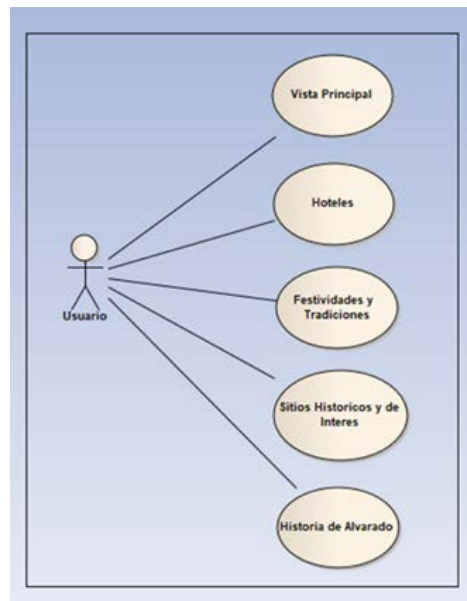 Vista Principal
Hoteles
Festividades y
Tradiciones
Usuario
Sitios Historicos y de
Interes
Historia de Alvarado